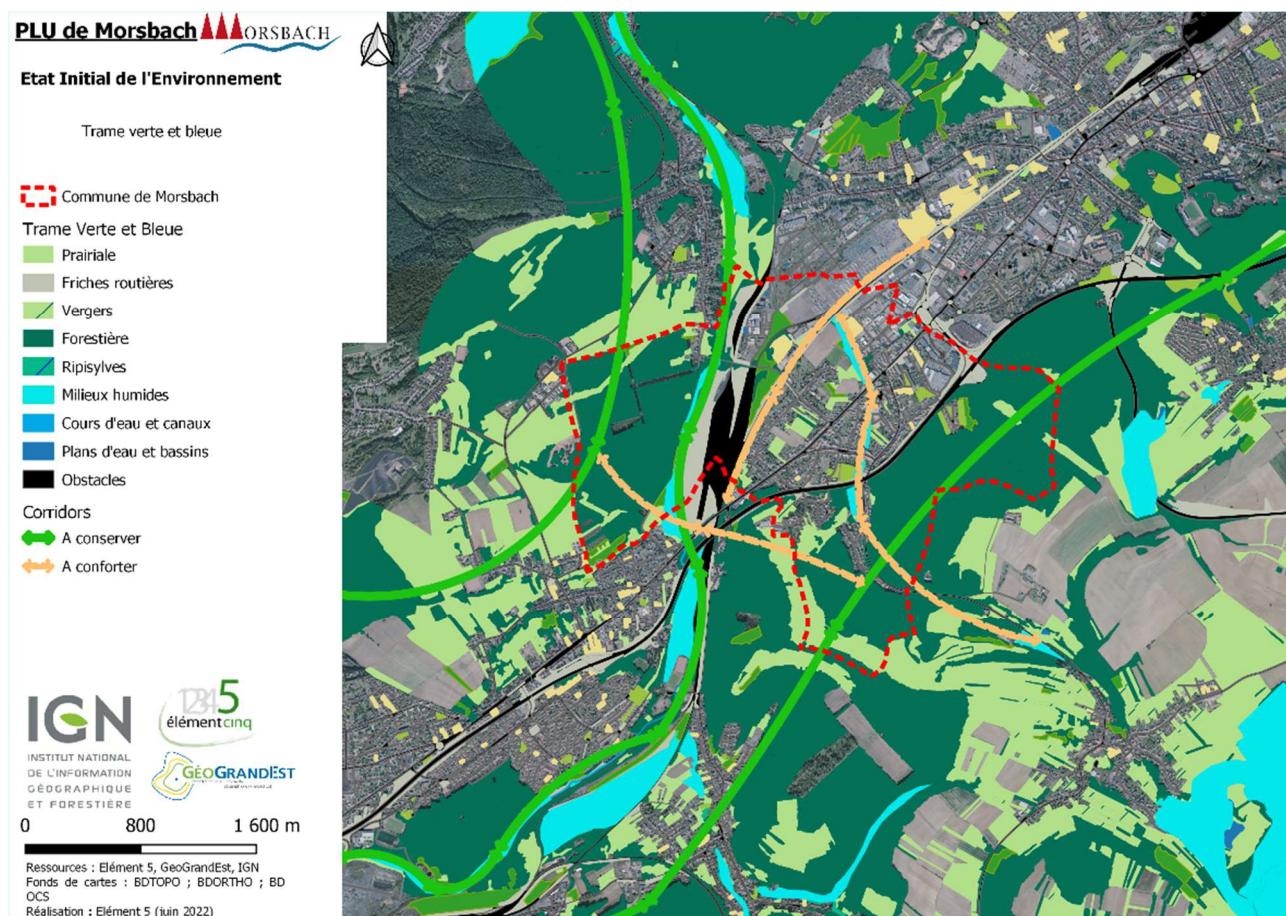 PLU de Morsbach MORSBACH
Etat Initial de l'Environnement
Trame verte et bleue
Commune de Morsbach
Trame Verte et Bleue
Prairiale
Friches routières
Vergers
Forestière
Ripisylves
Milieux humides
Cours d'eau et canaux
Plans d'eau et bassins
Obstacles
Corridors
A conserver
A conforter
IGN
INSTITUT NATIONAL
DE L'INFORMATION
GÉOGRAPHIQUE
ET FORESTIÈRE
12345
élémentcinq
GÉOGRANDEST
0 800 1 600 m
Ressources : Elément 5, GeoGrandEst, IGN
Fonds de cartes : BDTOPO ; BDORTHO ; BD
OCS
Réalisation : Elément 5 (juin 2022)